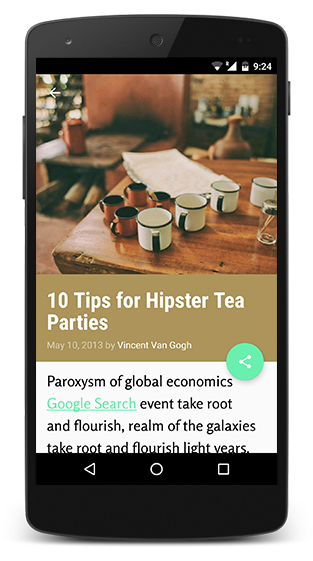 9:24
10 Tips for Hipster Tea
Parties
May 10, 2013 by Vincent Van Gogh
Paroxysm of global economics
Google Search event take root
and flourish, realm of the galaxies
take root and flourish light years,